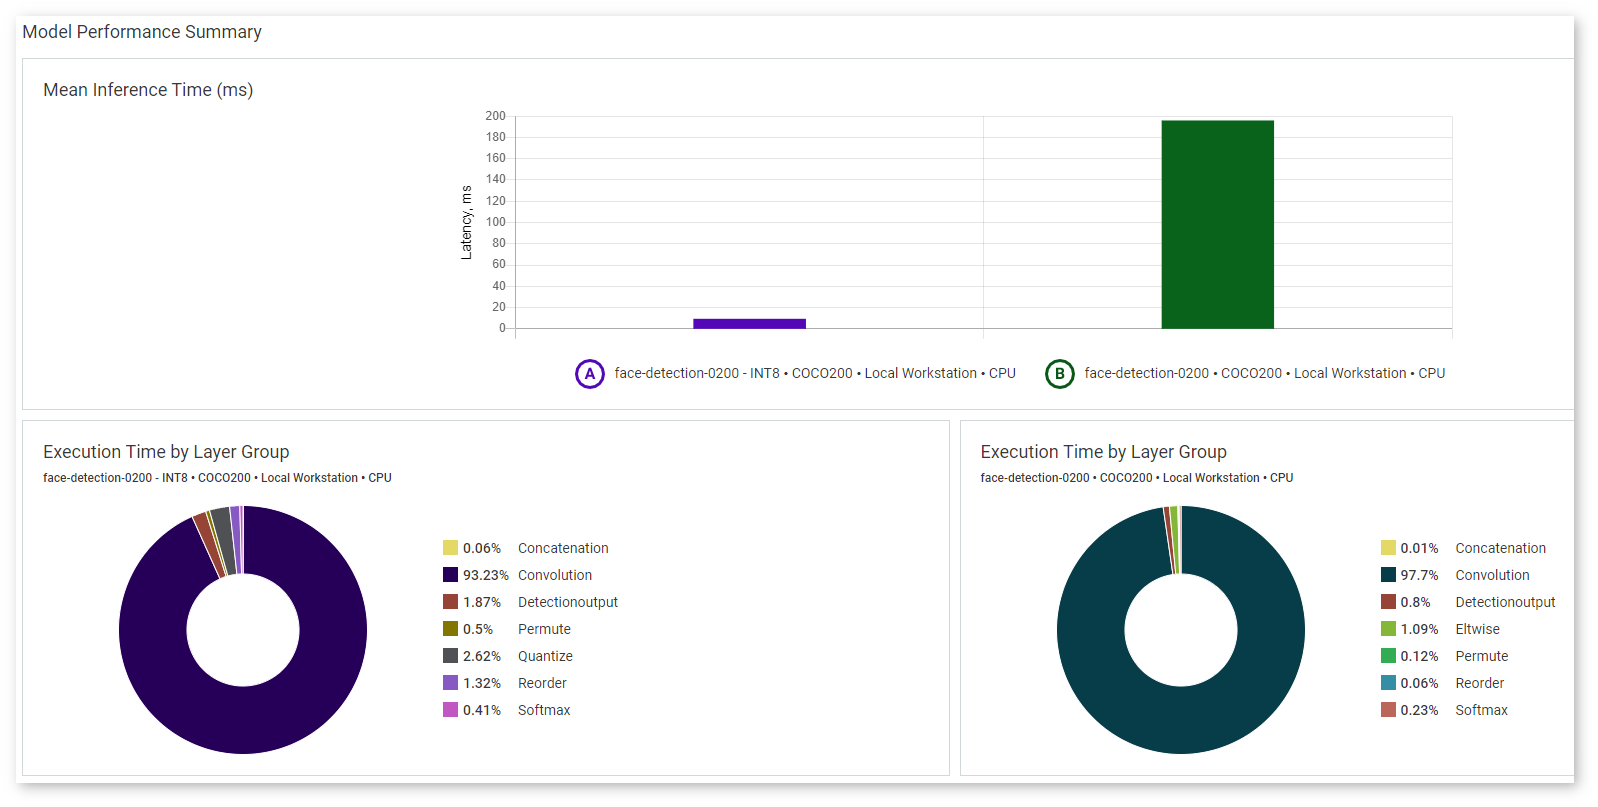 Model Performance Summary
Mean Inference Time (ms)
200
180
160
140
120
100
80
60
40
20
0
Latency, ms
A face-detection-0200 - INT8 • COCO200 • Local Workstation • CPU
B face-detection-0200 • COCO200 • Local Workstation • CPU
Execution Time by Layer Group
face-detection-0200 - INT8 • COCO200 • Local Workstation • CPU
0.06% Concatenation
93.23% Convolution
1.87% Detectionoutput
0.5% Permute
2.62% Quantize
1.32% Reorder
0.41% Softmax
Execution Time by Layer Group
face-detection-0200 • COCO200 • Local Workstation • CPU
0.01% Concatenation
97.7% Convolution
0.8% Detectionoutput
1.09% Eltwise
0.12% Permute
0.06% Reorder
0.23% Softmax